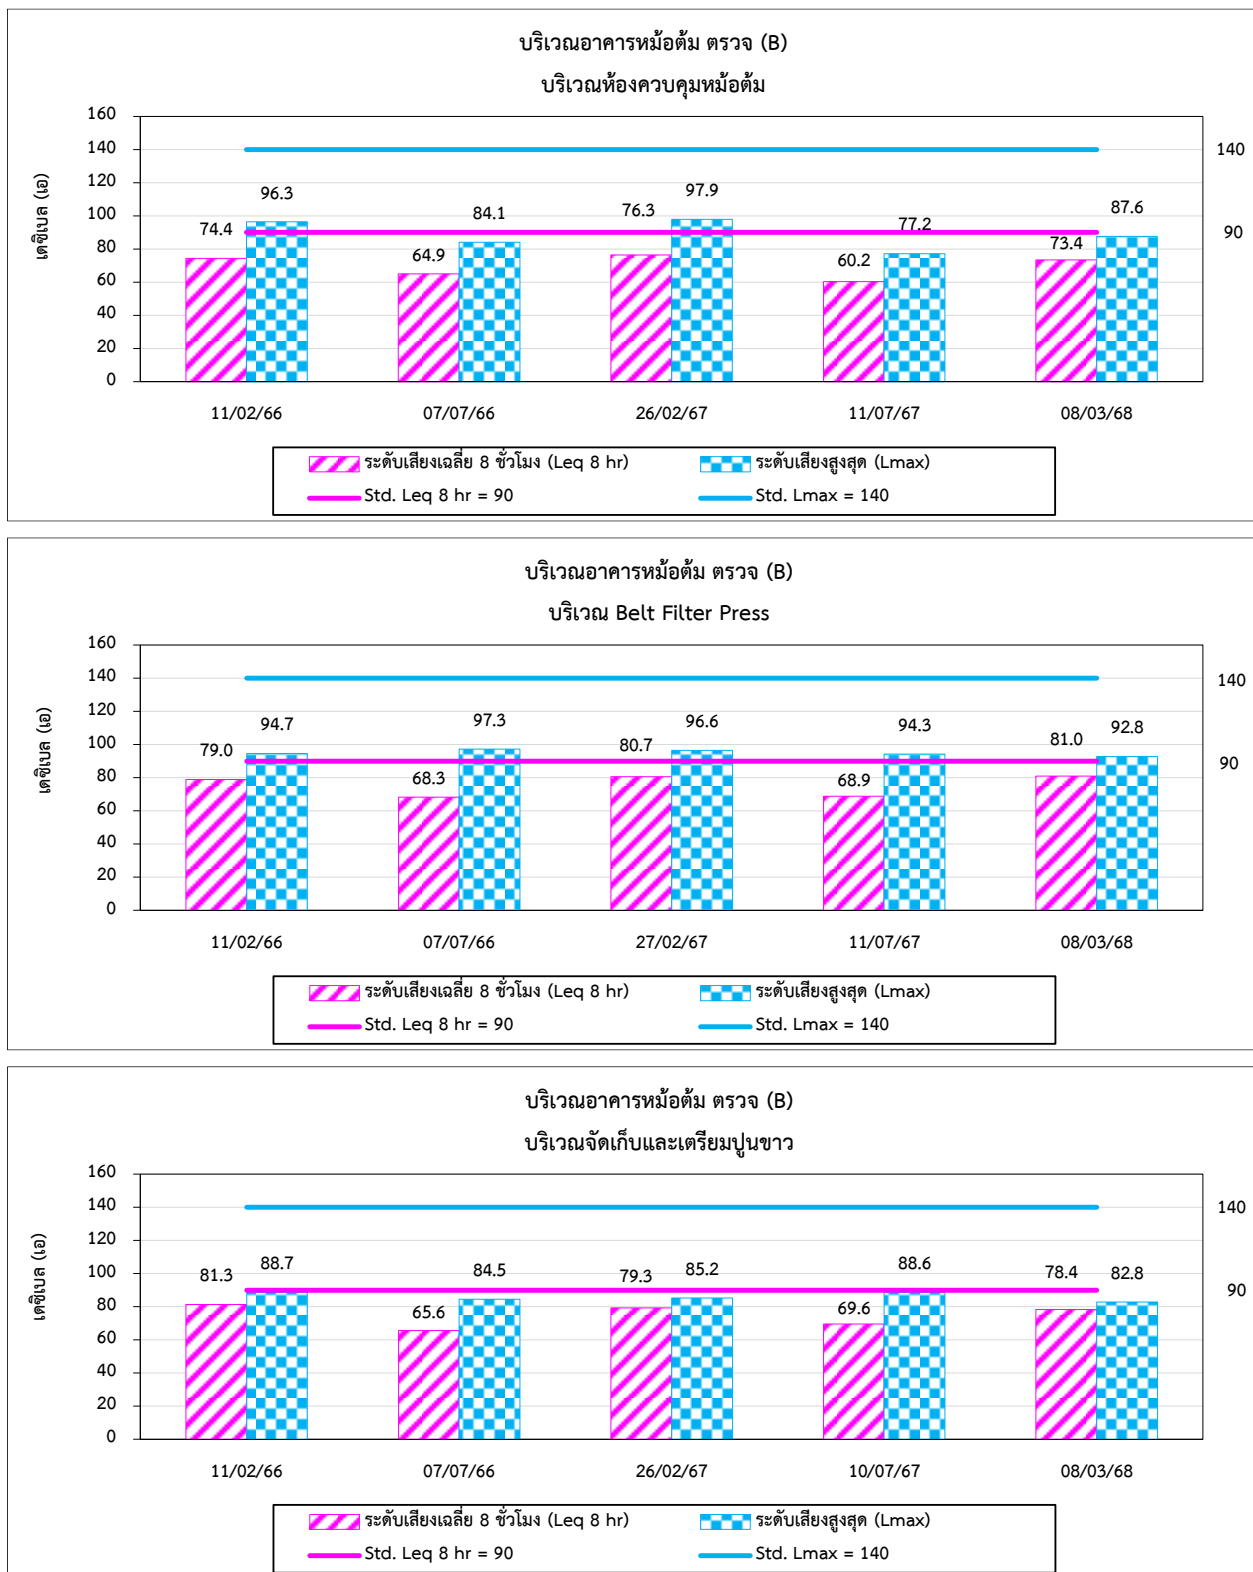 บริเวณอาคารหม้อต้ม ตรวจ (B)
บริเวณห้องควบคุมหม้อต้ม
เดซิเบล (เอ)
160
140
120
100
80
60
40
20
0
140
90
74.4 96.3 64.9 84.1 76.3 97.9 60.2 77.2 73.4 87.6
11/02/66 07/07/66 26/02/67 11/07/67 08/03/68
ระดับเสียงเฉลี่ย 8 ชั่วโมง (Leq 8 hr) ระดับเสียงสูงสุด (Lmax)
Std. Leq 8 hr = 90 Std. Lmax = 140
บริเวณอาคารหม้อต้ม ตรวจ (B)
บริเวณ Belt Filter Press
เดซิเบล (เอ)
160
140
120
100
80
60
40
20
0
140
90
79.0 94.7 68.3 97.3 80.7 96.6 68.9 94.3 81.0 92.8
11/02/66 07/07/66 27/02/67 11/07/67 08/03/68
ระดับเสียงเฉลี่ย 8 ชั่วโมง (Leq 8 hr) ระดับเสียงสูงสุด (Lmax)
Std. Leq 8 hr = 90 Std. Lmax = 140
บริเวณอาคารหม้อต้ม ตรวจ (B)
บริเวณจัดเก็บและเตรียมปูนขาว
เดซิเบล (เอ)
160
140
120
100
80
60
40
20
0
140
90
81.3 88.7 65.6 84.5 79.3 85.2 69.6 88.6 78.4 82.8
11/02/66 07/07/66 26/02/67 10/07/67 08/03/68
ระดับเสียงเฉลี่ย 8 ชั่วโมง (Leq 8 hr) ระดับเสียงสูงสุด (Lmax)
Std. Leq 8 hr = 90 Std. Lmax = 140